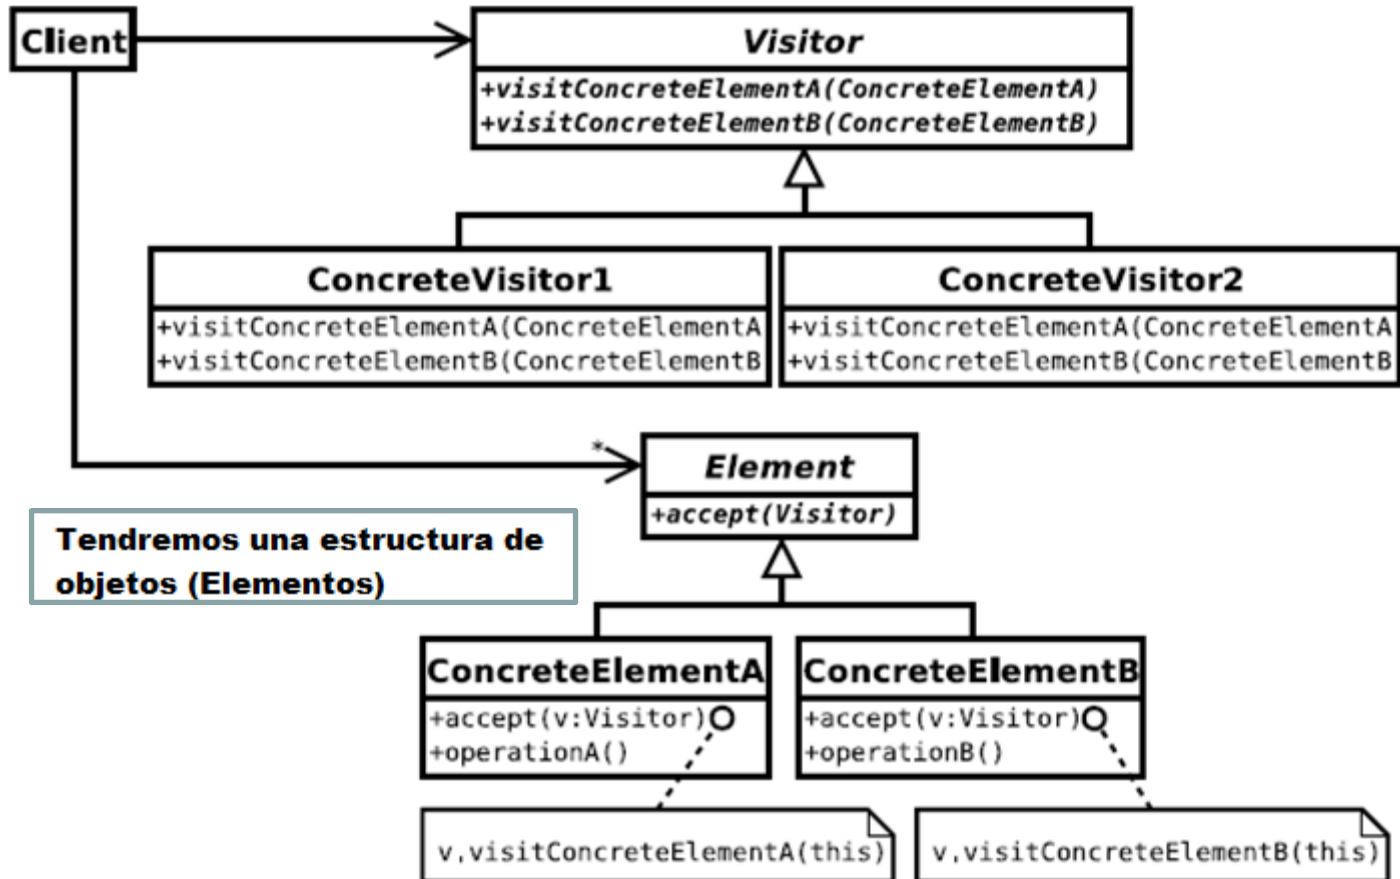 Client
Visitor
+visitConcreteElementA(ConcreteElementA)
+visitConcreteElementB(ConcreteElementB)
ConcreteVisitor1
+visitConcreteElementA(ConcreteElementA
+visitConcreteElementB(ConcreteElementB
ConcreteVisitor2
+visitConcreteElementA(ConcreteElementA
+visitConcreteElementB(ConcreteElementB
*
Element
+accept(Visitor)
Tendremos una estructura de
objetos (Elementos)
ConcreteElementA
+accept(v:Visitor)
+operationA()
ConcreteElementB
+accept(v:Visitor)
+operationB()
v,visitConcreteElementA(this)
v,visitConcreteElementB(this)